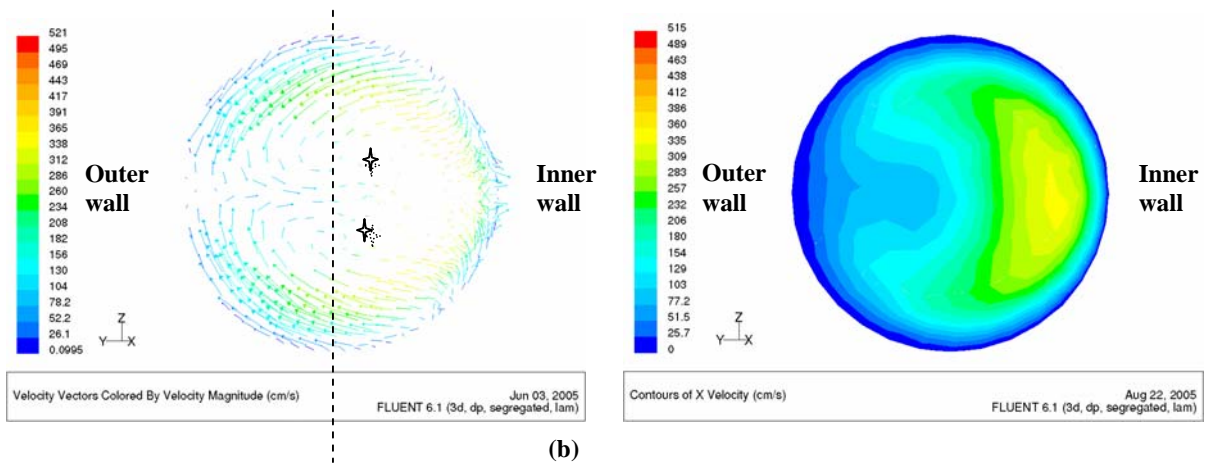 521
495
469
443
417
391
365
338
312
286
260
234
208
182
156
130
104
78.2
52.2
26.1
0.0995
Outer
wall
Inner
wall
Z
Y X
Velocity Vectors Colored By Velocity Magnitude (cm/s)
Jun 03, 2005
FLUENT 6.1 (3d, dp, segregated, lam)
515
489
463
438
412
386
360
335
309
283
257
232
206
180
154
129
103
77.2
51.5
25.7
0
Outer
wall
Inner
wall
Z
Y X
Contours of X Velocity (cm/s)
Aug 22, 2005
FLUENT 6.1 (3d, dp, segregated, lam)
(b)